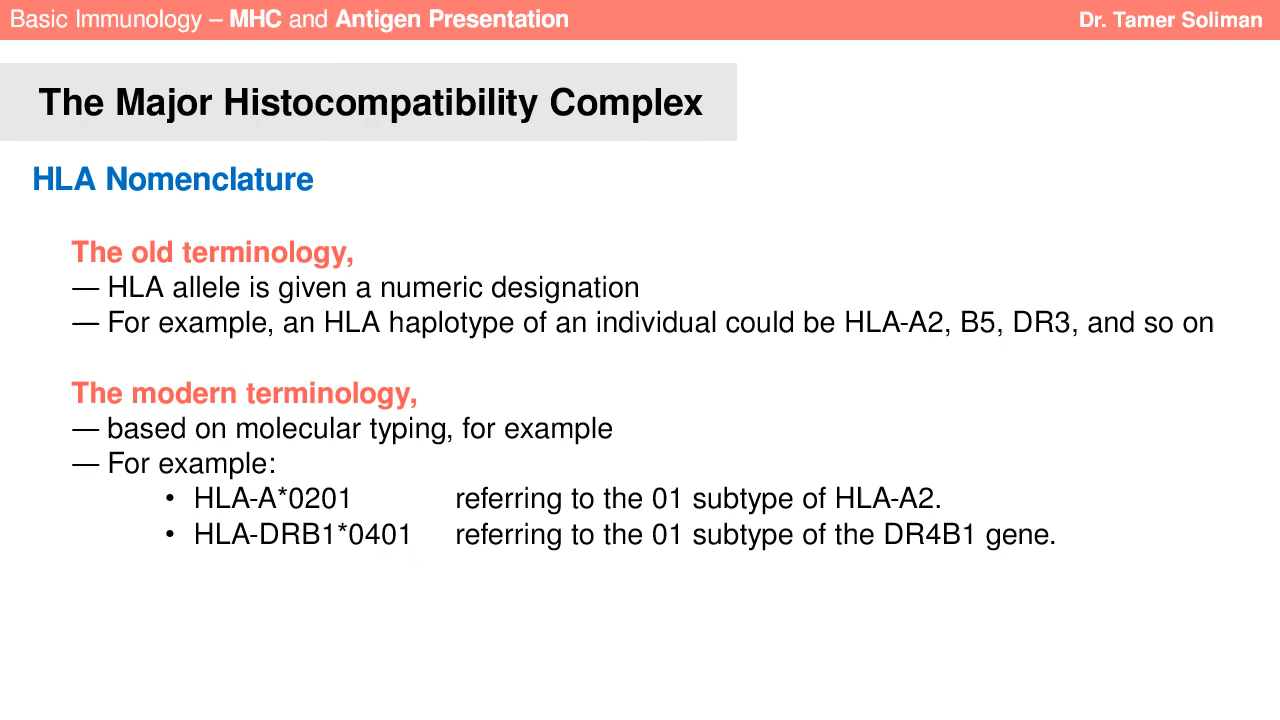 Basic Immunology – MHC and Antigen Presentation
Dr. Tamer Soliman
The Major Histocompatibility Complex
HLA Nomenclature
The old terminology,
— HLA allele is given a numeric designation
— For example, an HLA haplotype of an individual could be HLA-A2, B5, DR3, and so on
The modern terminology,
— based on molecular typing, for example
— For example:
• HLA-A*0201 referring to the 01 subtype of HLA-A2.
• HLA-DRB1*0401 referring to the 01 subtype of the DR4B1 gene.